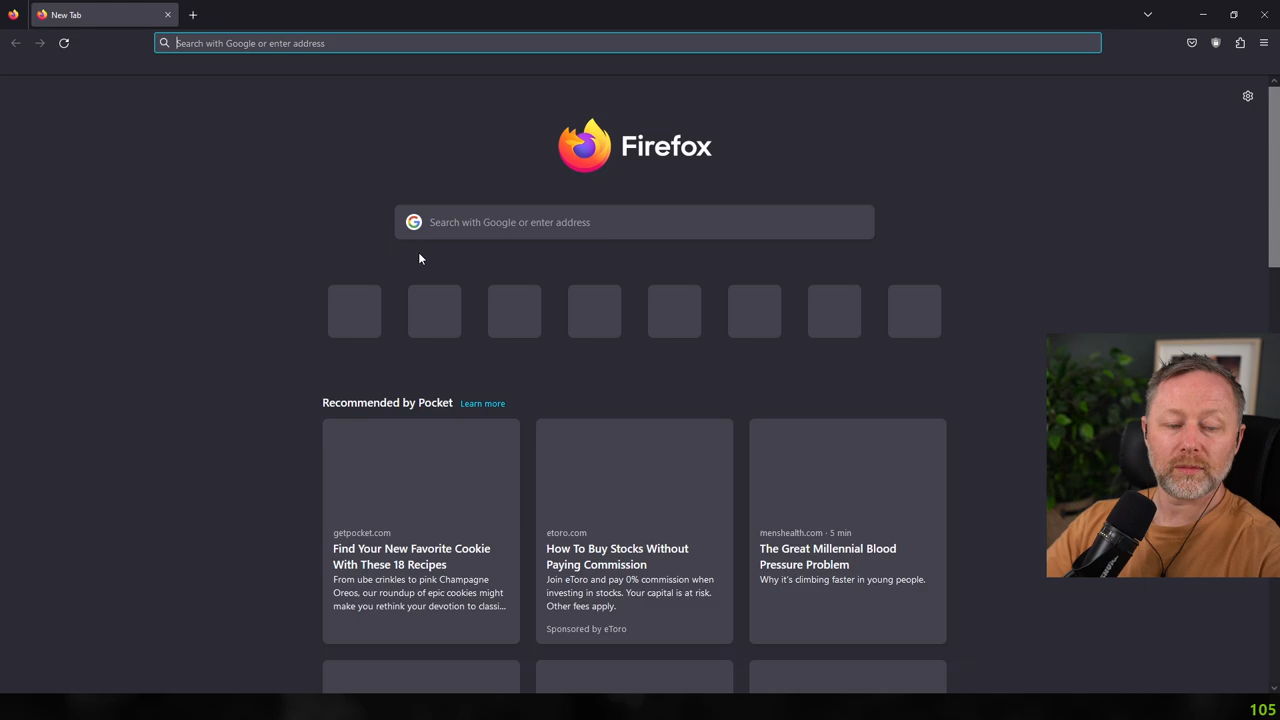 New Tab
Search with Google or enter address
Firefox
Search with Google or enter address
Recommended by Pocket Learn more
getpocket.com
Find Your New Favorite Cookie
With These 18 Recipes
From ube crinkles to pink Champagne
Oreos, our roundup of epic cookies might
make you rethink your devotion to classi...
etoro.com
How To Buy Stocks Without
Paying Commission
Join eToro and pay 0% commission when
investing in stocks. Your capital is at risk.
Other fees apply.
Sponsored by eToro
menshealth.com · 5 min
The Great Millennial Blood
Pressure Problem
Why it's climbing faster in young people.
105